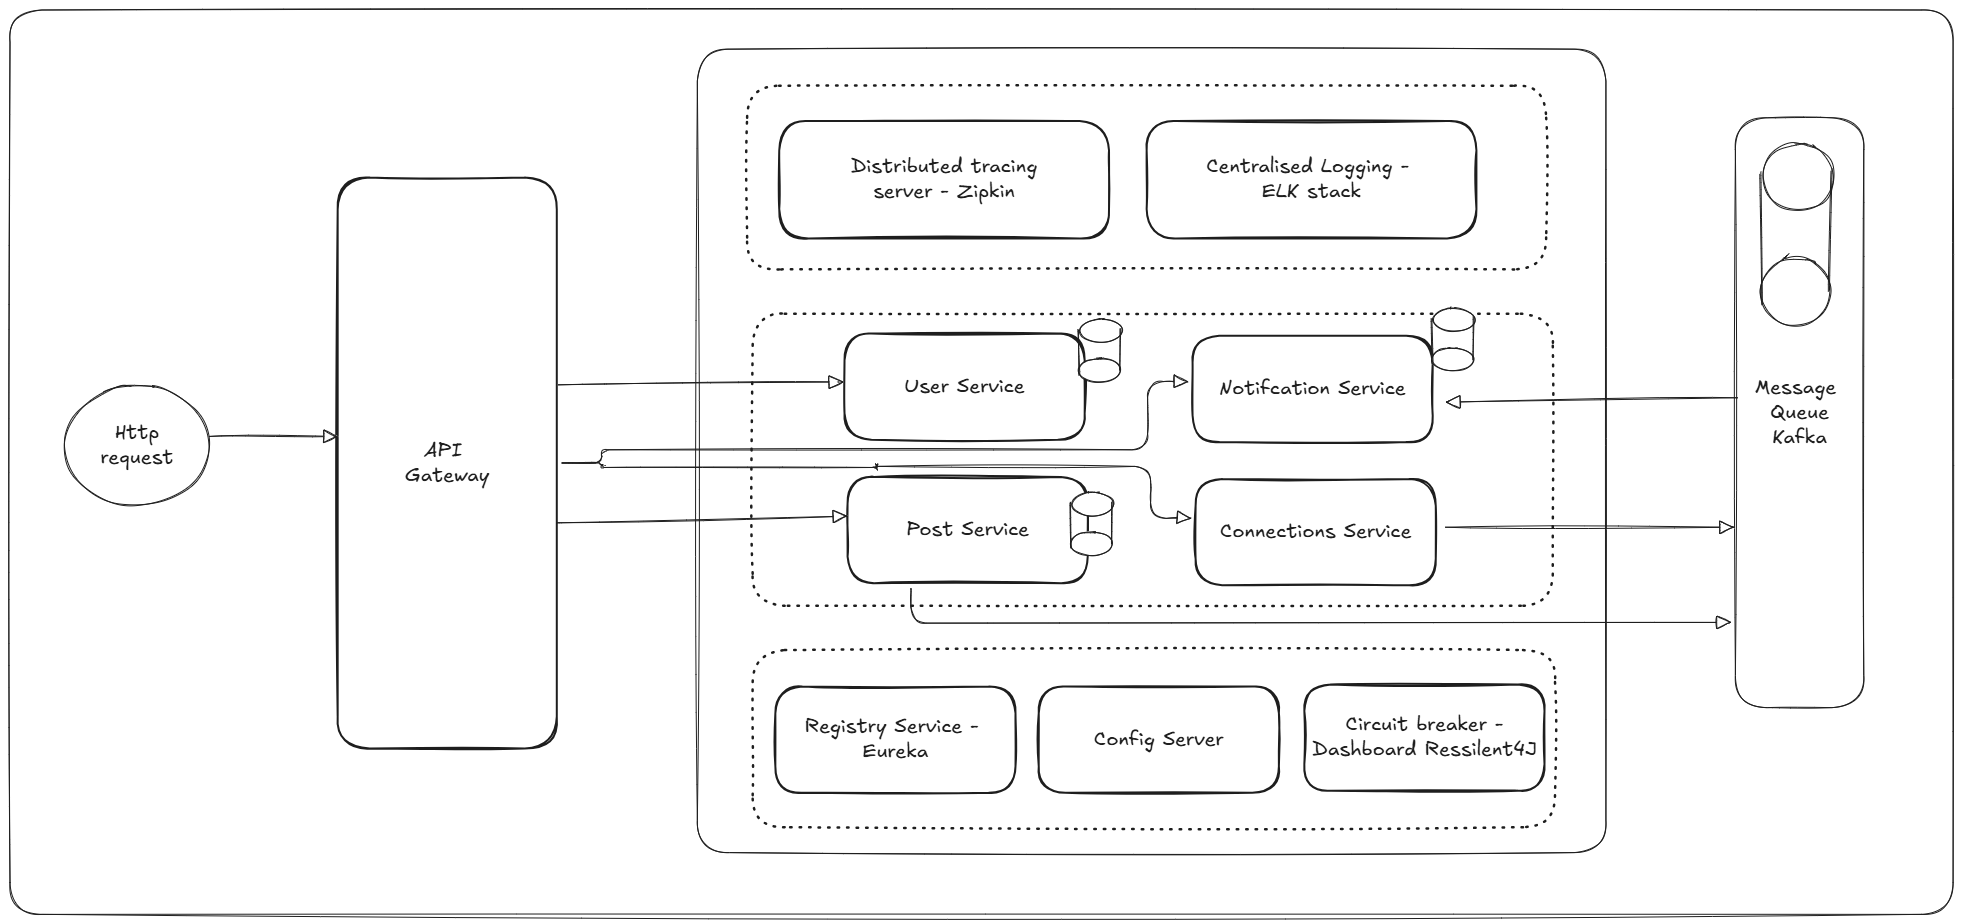 Http
request
API
Gateway
Distributed tracing
server - Zipkin
Centralised Logging -
ELK stack
User Service
Notifcation Service
Post Service
Connections Service
Registry Service -
Eureka
Config Server
Circuit breaker -
Dashboard Ressilent4J
Message
Queue
Kafka